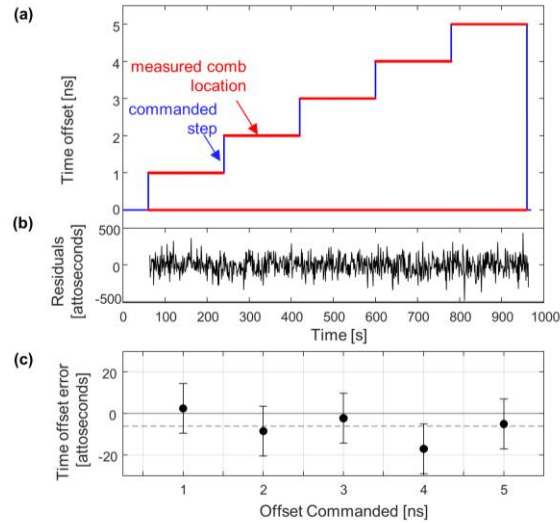 (a)
Time offset [ns]
5
4
3
2
1
0
measured comb
location
commanded
step
(b)
Residuals
[attoseconds]
500
0
-500
0 100 200 300 400 500 600 700 800 900 1000
Time [s]
(c)
Time offset error
[attoseconds]
20
0
-20
1 2 3 4 5
Offset Commanded [ns]